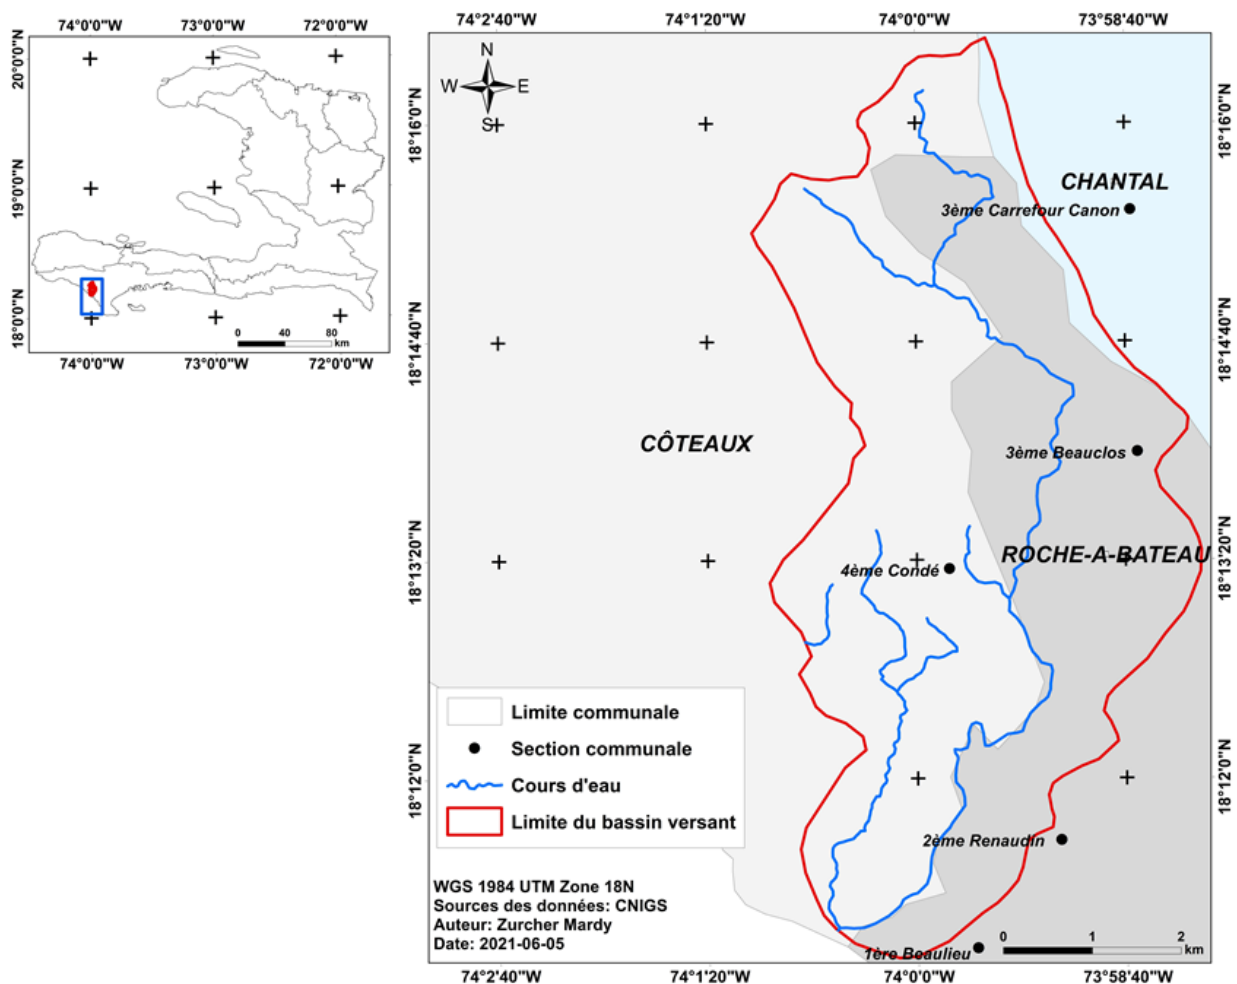 74°0'0"W 73°0'0"W 72°0'0"W
20°0'0"N
19°0'0"N
18°0'0"N
0 40 80
km
74°0'0"W 73°0'0"W 72°0'0"W
74°2'40"W 74°1'20"W 74°0'0"W 73°58'40"W
N
W E
S
18°16'0"N 18°16'0"N
CHANTAL
3ème Carrefour Canon
18°14'40"N 18°14'40"N
CÔTEAUX
3ème Beauclos
18°13'20"N 18°13'20"N
ROCHE-A-BATEAU
4ème Condé
Limite communale
Section communale
Cours d'eau
Limite du bassin versant
18°12'0"N 18°12'0"N
2ème Renaudin
WGS 1984 UTM Zone 18N
Sources des données: CNIGS
Auteur: Zurcher Mardy
Date: 2021-06-05
1ère Beaulieu
0 1 2
km
74°2'40"W 74°1'20"W 74°0'0"W 73°58'40"W